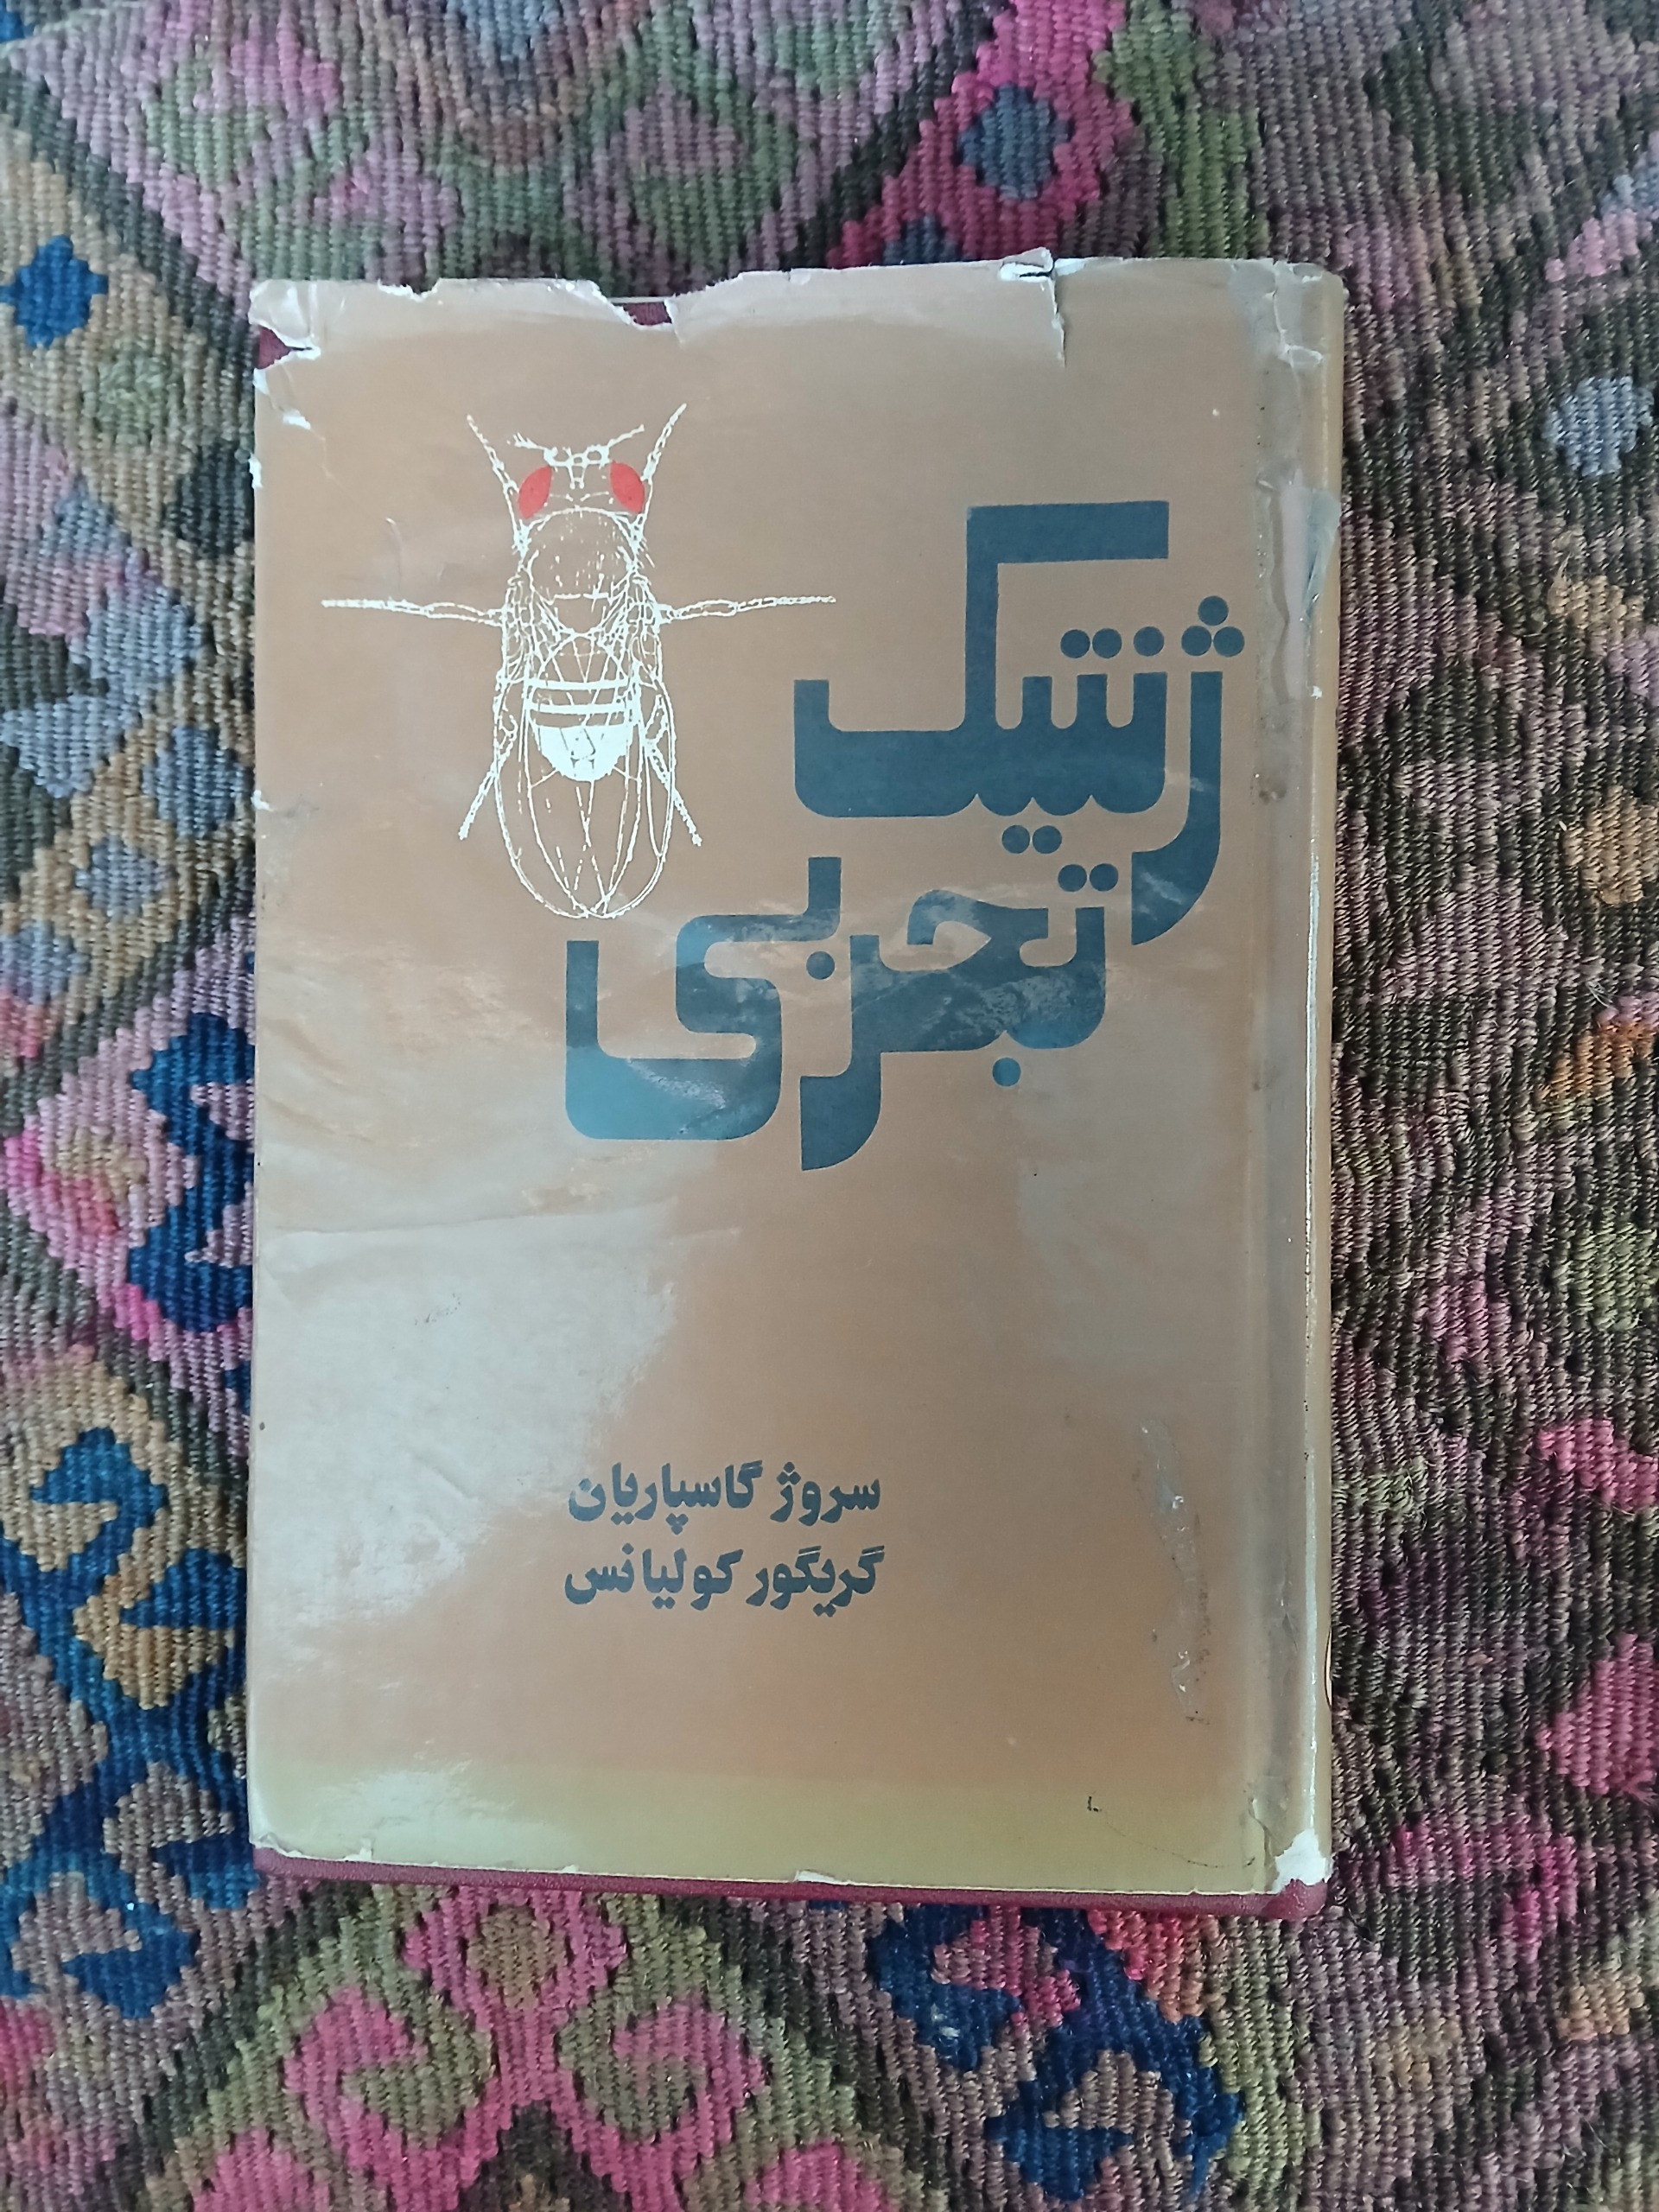 ژنتیک
تجربی
سروژ گاسپاریان
گریگور کولیانس